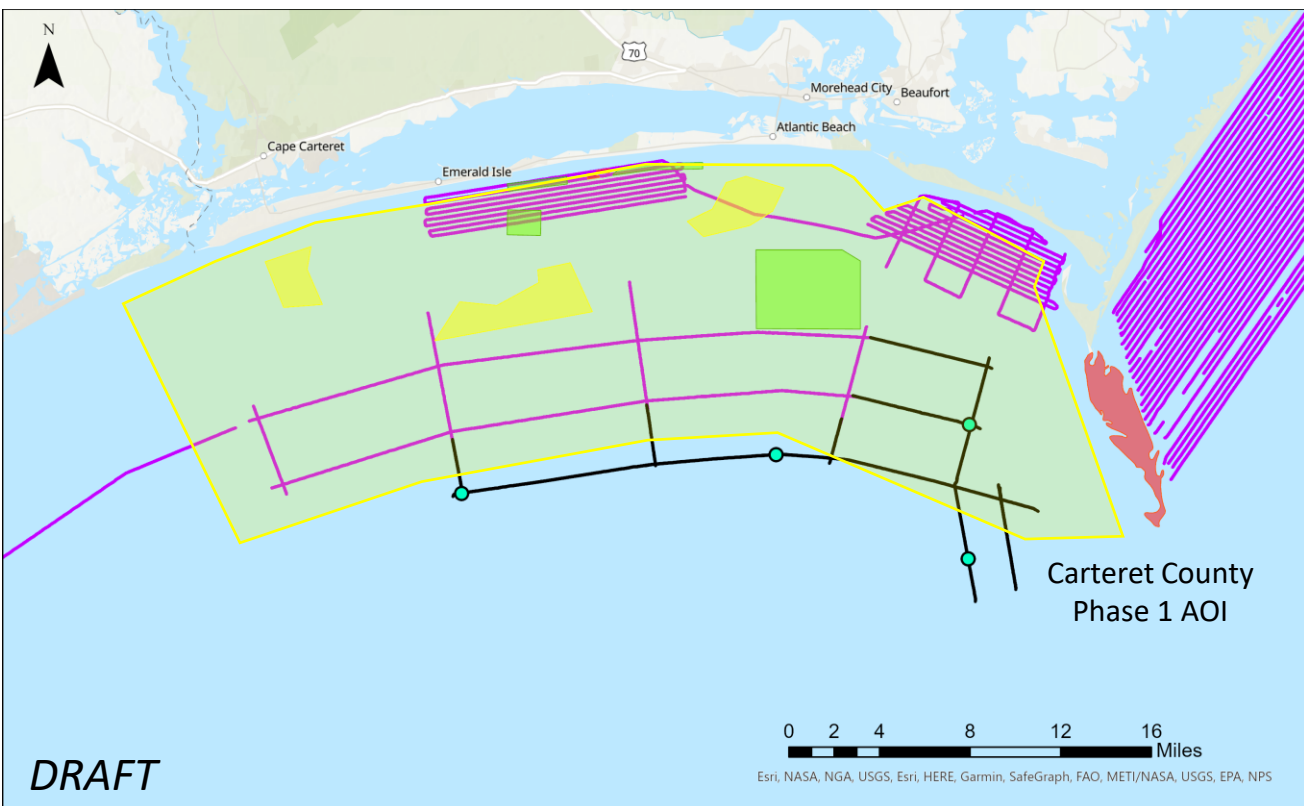 N
70
Morehead City
Beaufort
Atlantic Beach
Cape Carteret
Emerald Isle
Carteret County
Phase 1 AOI
0 2 4 8 12 16
Miles
DRAFT
Esri, NASA, NGA, USGS, Esri, HERE, Garmin, SafeGraph, FAO, METI/NASA, USGS, EPA, NPS